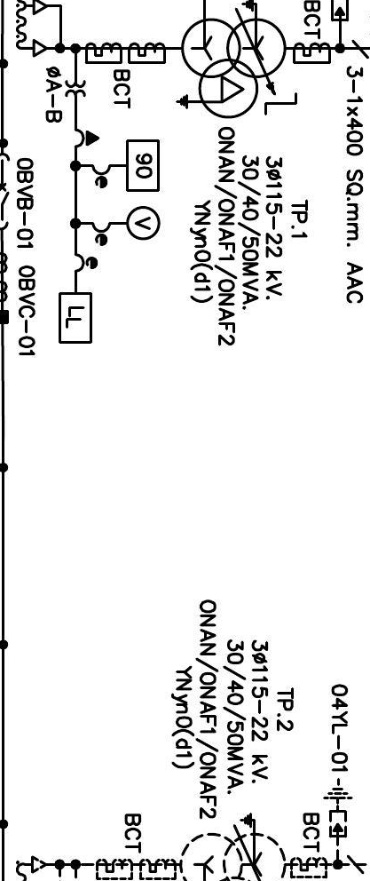 BCT
3-1x400 SQ.mm. AAC
TP.1
3ø115-22 kV.
30/40/50MVA.
ONAN/ONAF1/ONAF2
YNyn0(d1)
BCT
øA-B
90
V
LL
0BVB-01 0BVC-01
04YL-01
BCT
TP.2
3ø115-22 kV.
30/40/50MVA.
ONAN/ONAF1/ONAF2
YNyn0(d1)
BCT